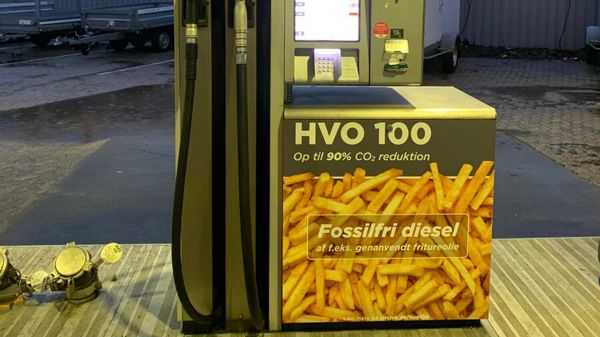 HVO 100
Op til 90% CO₂ reduktion
Fossilfri diesel
af f.eks. genanvendt fritureolie